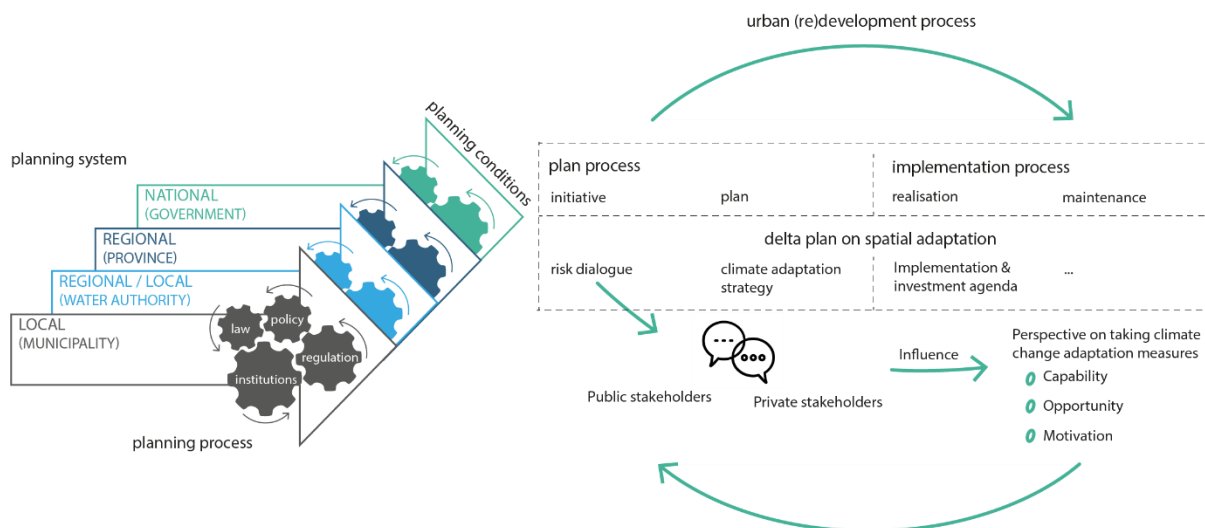 urban (re)development process
planning system
planning conditions
NATIONAL
(GOVERNMENT)
REGIONAL
(PROVINCE)
REGIONAL / LOCAL
(WATER AUTHORITY)
LOCAL
(MUNICIPALITY)
law
policy
regulation
institutions
planning process
plan process
implementation process
initiative
plan
realisation
maintenance
delta plan on spatial adaptation
risk dialogue
climate adaptation
strategy
Implementation &
investment agenda
...
Public stakeholders
Private stakeholders
Influence
Perspective on taking climate
change adaptation measures
Capability
Opportunity
Motivation